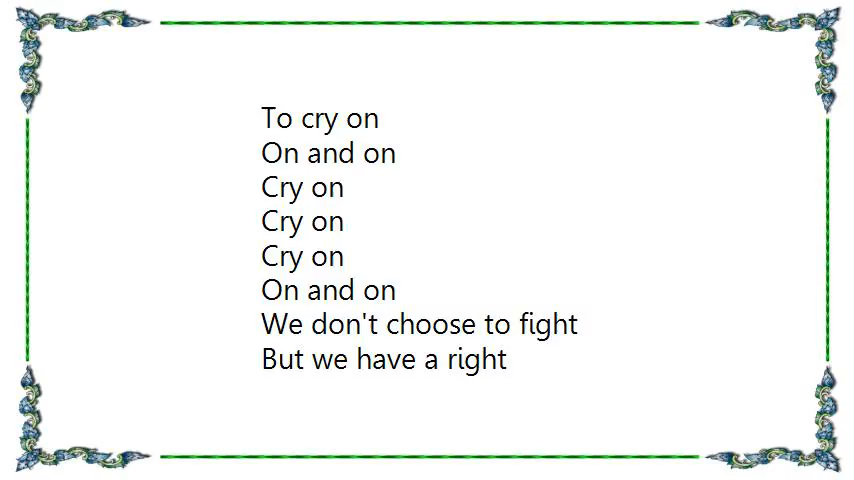 To cry on
On and on
Cry on
Cry on
Cry on
On and on
We don't choose to fight
But we have a right